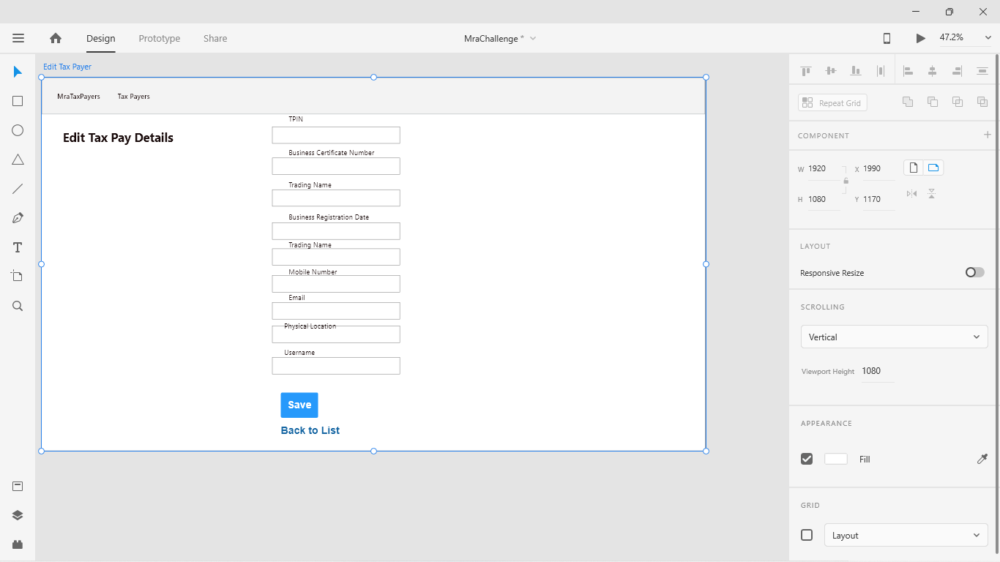 Design Prototype Share MraChallenge * 47.2%
Edit Tax Payer
MraTaxPayers Tax Payers
TPIN
Edit Tax Pay Details
Business Certificate Number
Trading Name
Business Registration Date
Trading Name
Mobile Number
Email
Physical Location
Username
Save
Back to List
Repeat Grid
COMPONENT
W 1920 X 1990
H 1080 Y 1170
LAYOUT
Responsive Resize
SCROLLING
Vertical
Viewport Height 1080
APPEARANCE
Fill
GRID
Layout